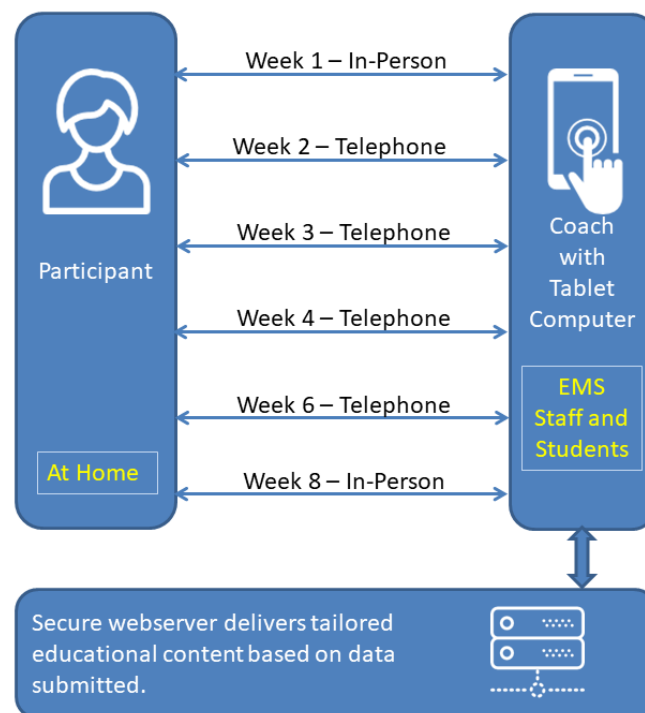 Week 1 – In-Person
Week 2 – Telephone
Week 3 – Telephone
Week 4 – Telephone
Week 6 – Telephone
Week 8 – In-Person
Participant
At Home
Coach
with
Tablet
Computer
EMS
Staff and
Students
Secure webserver delivers tailored
educational content based on data
submitted.